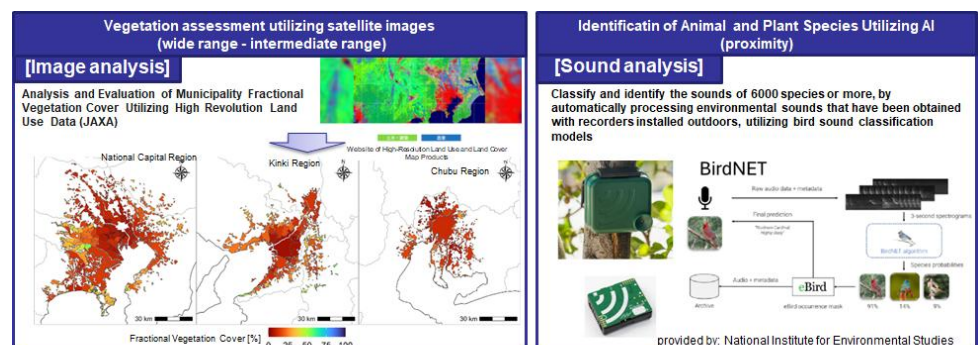 Vegetation assessment utilizing satellite images
(wide range - intermediate range)
[Image analysis]
Analysis and Evaluation of Municipality Fractional
Vegetation Cover Utilizing High Revolution Land
Use Data (JAXA)
Website of High-Resolution Land Use and Land Cover
Map Products
National Capital Region
Kinki Region
Chubu Region
N
30 km
30 km
30 km
Fractional Vegetation Cover [%]
0 25 50 75 100
Identificatin of Animal and Plant Species Utilizing AI
(proximity)
[Sound analysis]
Classify and identify the sounds of 6000 species or more, by
automatically processing environmental sounds that have been obtained
with recorders installed outdoors, utilizing bird sound classification
models
BirdNET
Raw audio data + metadata
3-second spectrograms
Final prediction
BirdNET algorithm
Species probabilities
Audio + metadata
eBird
Archive
eBird occurrence mask
91%
14%
9%
provided by: National Institute for Environmental Studies